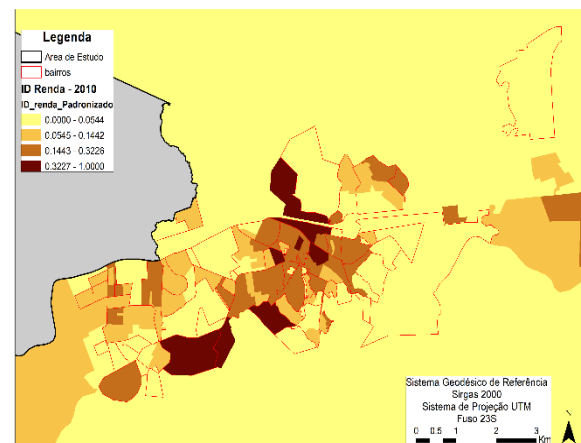 Legenda
Area de Estudo
bairros
ID Renda - 2010
ID_renda_Padronizado
0.0000 - 0.0544
0.0545 - 0.1442
0.1443 - 0.3226
0.3227 - 1.0000
Sistema Geodésico de Referência
Sirgas 2000
Sistema de Projeção UTM
Fuso 23S
0 0.5 1 2 3
Km
N